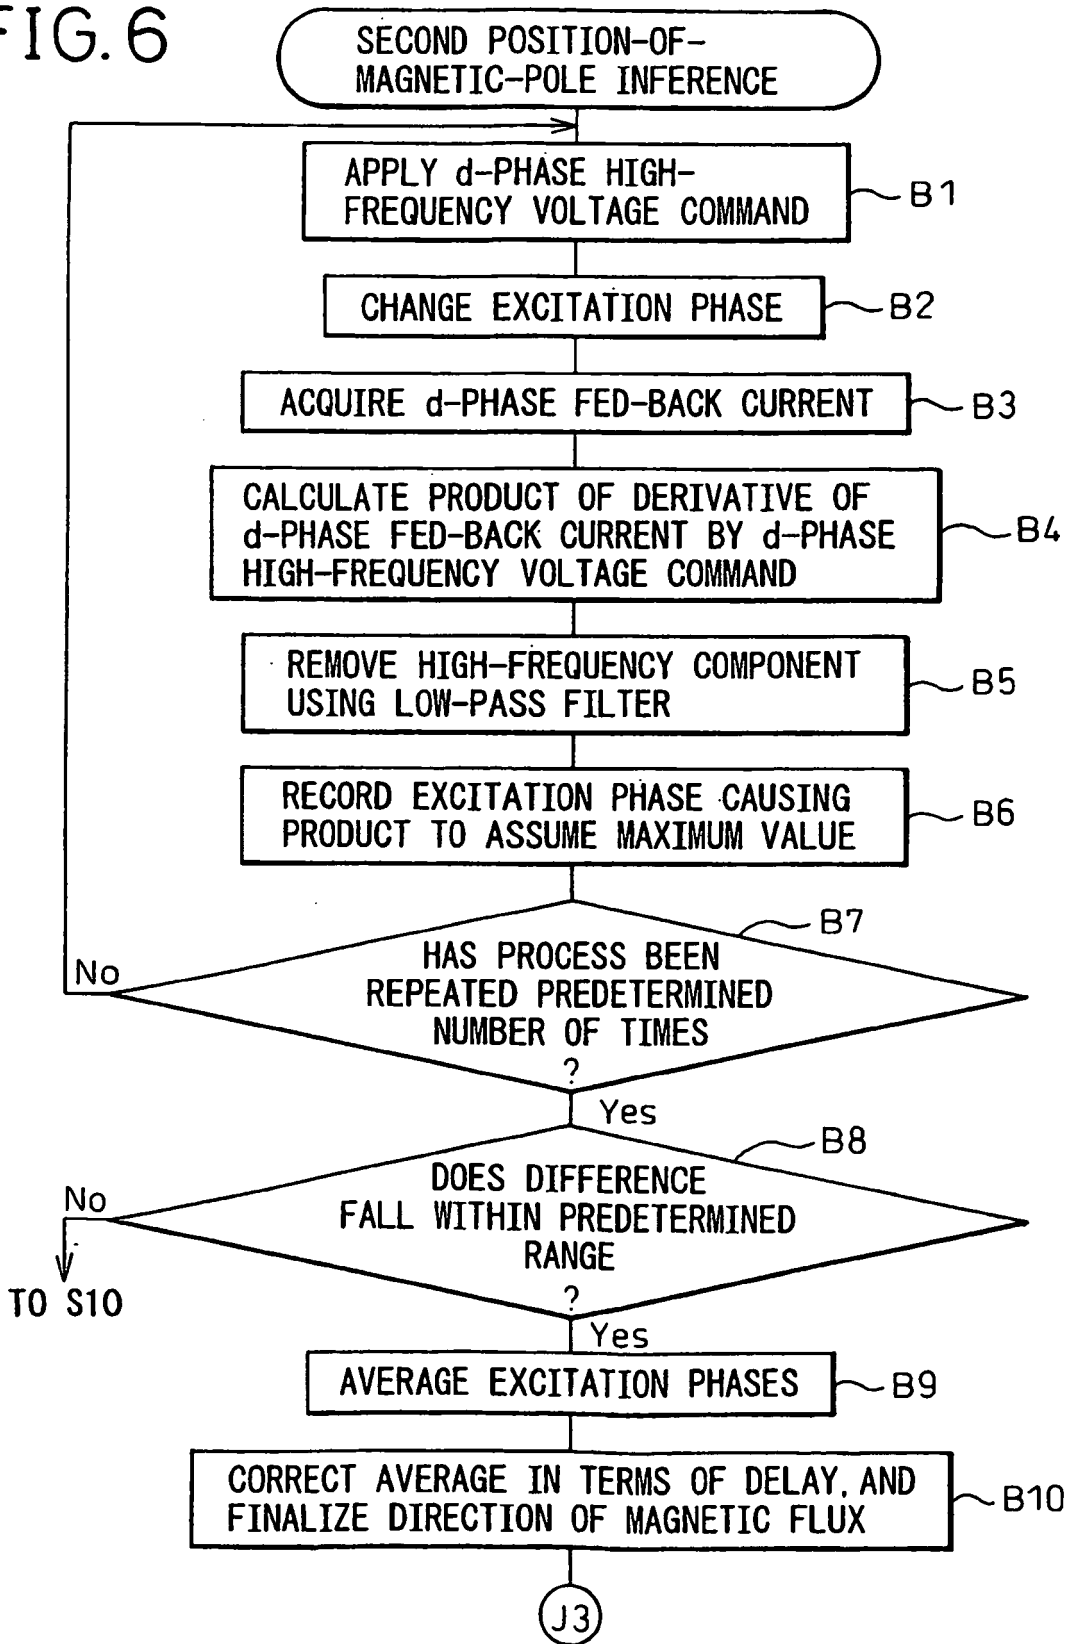 FIG. 6
SECOND POSITION-OF-
MAGNETIC-POLE INFERENCE
APPLY d-PHASE HIGH-
FREQUENCY VOLTAGE COMMAND
B1
CHANGE EXCITATION PHASE
B2
ACQUIRE d-PHASE FED-BACK CURRENT
B3
CALCULATE PRODUCT OF DERIVATIVE OF
d-PHASE FED-BACK CURRENT BY d-PHASE
HIGH-FREQUENCY VOLTAGE COMMAND
B4
REMOVE HIGH-FREQUENCY COMPONENT
USING LOW-PASS FILTER
B5
RECORD EXCITATION PHASE CAUSING
PRODUCT TO ASSUME MAXIMUM VALUE
B6
B7
HAS PROCESS BEEN
REPEATED PREDETERMINED
NUMBER OF TIMES
?
No
Yes
B8
DOES DIFFERENCE
FALL WITHIN PREDETERMINED
RANGE
?
No
TO S10
Yes
AVERAGE EXCITATION PHASES
B9
CORRECT AVERAGE IN TERMS OF DELAY, AND
FINALIZE DIRECTION OF MAGNETIC FLUX
B10
J3